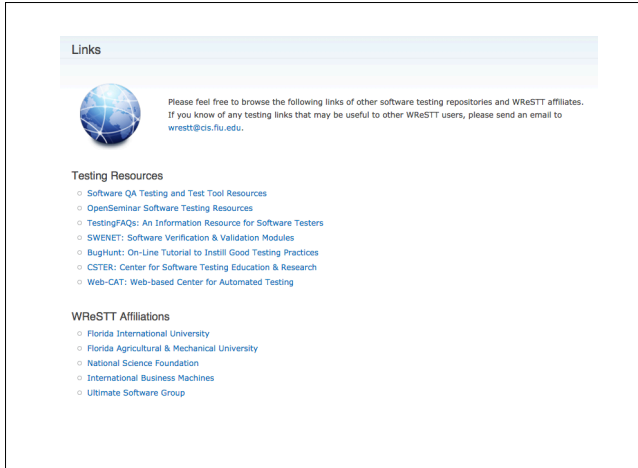 Links
Please feel free to browse the following links of other software testing repositories and WReSTT affiliates.
If you know of any testing links that may be useful to other WReSTT users, please send an email to
wrestt@cis.fiu.edu.
Testing Resources
Software QA Testing and Test Tool Resources
OpenSeminar Software Testing Resources
TestingFAQs: An Information Resource for Software Testers
SWENET: Software Verification & Validation Modules
BugHunt: On-Line Tutorial to Instill Good Testing Practices
CSTER: Center for Software Testing Education & Research
Web-CAT: Web-based Center for Automated Testing
WReSTT Affiliations
Florida International University
Florida Agricultural & Mechanical University
National Science Foundation
International Business Machines
Ultimate Software Group